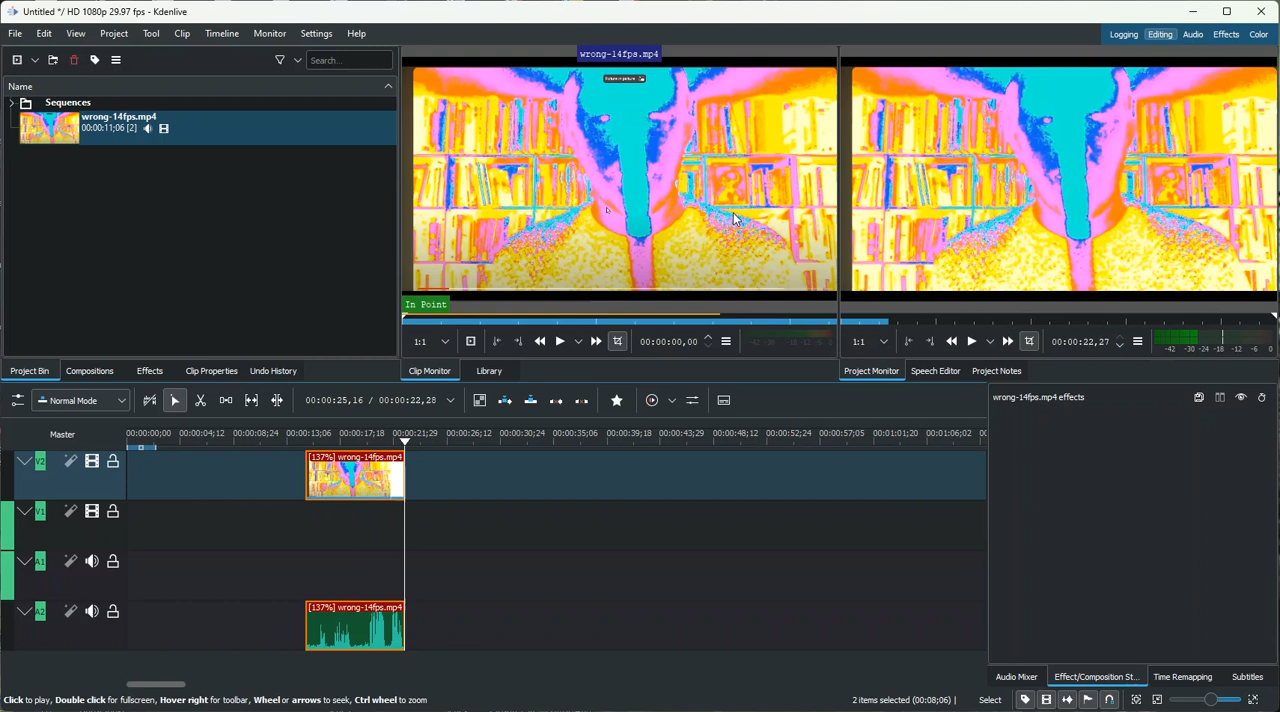 Untitled */ HD 1080p 29.97 fps - Kdenlive
File Edit View Project Tool Clip Timeline Monitor Settings Help
Logging Editing Audio Effects Color
Search...
Name
Sequences
wrong-14fps.mp4
00:00:11;06 [2]
wrong-14fps.mp4
In Point
1:1 00:00:00,00 -42 -30 -18 -12 -6 0
1:1 00:00:22,27 -42 -30 -24 -18 -12 -6 0
Project Bin Compositions Effects Clip Properties Undo History
Clip Monitor Library
Project Monitor Speech Editor Project Notes
Normal Mode 00:00:25,16 / 00:00:22,28
wrong-14fps.mp4 effects
Master
00:00:00;00 00:00:04;12 00:00:08;24 00:00:13;06 00:00:17;18 00:00:21;29 00:00:26;12 00:00:30;24 00:00:35;06 00:00:39;18 00:00:43;29 00:00:48;12 00:00:52;24 00:00:57;05 00:01:01;20 00:01:06;02 00
V2
[137%] wrong-14fps.mp4
V1
A1
A2
[137%] wrong-14fps.mp4
Audio Mixer Effect/Composition St... Time Remapping Subtitles
Click to play, Double click for fullscreen, Hover right for toolbar, Wheel or arrows to seek, Ctrl wheel to zoom
2 items selected (00:08;06) | Select